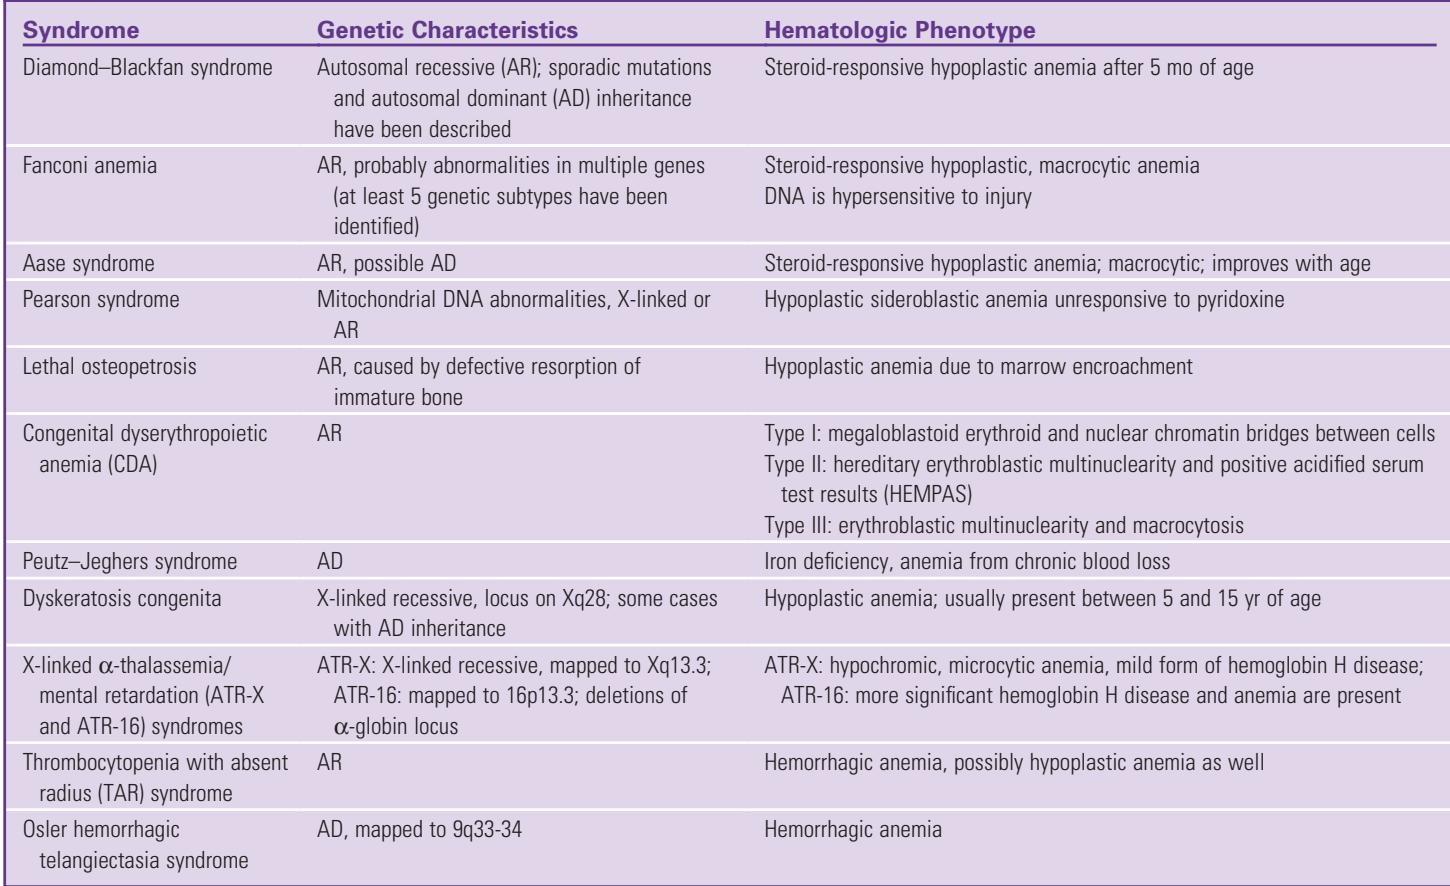 Syndrome Genetic Characteristics Hematologic Phenotype
Diamond–Blackfan syndrome Autosomal recessive (AR); sporadic mutations Steroid-responsive hypoplastic anemia after 5 mo of age
and autosomal dominant (AD) inheritance
have been described
Fanconi anemia AR, probably abnormalities in multiple genes Steroid-responsive hypoplastic, macrocytic anemia
(at least 5 genetic subtypes have been DNA is hypersensitive to injury
identified)
Aase syndrome AR, possible AD Steroid-responsive hypoplastic anemia; macrocytic; improves with age
Pearson syndrome Mitochondrial DNA abnormalities, X-linked or Hypoplastic sideroblastic anemia unresponsive to pyridoxine
AR
Lethal osteopetrosis AR, caused by defective resorption of Hypoplastic anemia due to marrow encroachment
immature bone
Congenital dyserythropoietic AR Type I: megaloblastoid erythroid and nuclear chromatin bridges between cells
anemia (CDA) Type II: hereditary erythroblastic multinuclearity and positive acidified serum
test results (HEMPAS)
Type III: erythroblastic multinuclearity and macrocytosis
Peutz–Jeghers syndrome AD Iron deficiency, anemia from chronic blood loss
Dyskeratosis congenita X-linked recessive, locus on Xq28; some cases Hypoplastic anemia; usually present between 5 and 15 yr of age
with AD inheritance
X-linked α-thalassemia/ ATR-X: X-linked recessive, mapped to Xq13.3; ATR-X: hypochromic, microcytic anemia, mild form of hemoglobin H disease;
mental retardation (ATR-X ATR-16: mapped to 16p13.3; deletions of ATR-16: more significant hemoglobin H disease and anemia are present
and ATR-16) syndromes α-globin locus
Thrombocytopenia with absent AR Hemorrhagic anemia, possibly hypoplastic anemia as well
radius (TAR) syndrome
Osler hemorrhagic AD, mapped to 9q33-34 Hemorrhagic anemia
telangiectasia syndrome